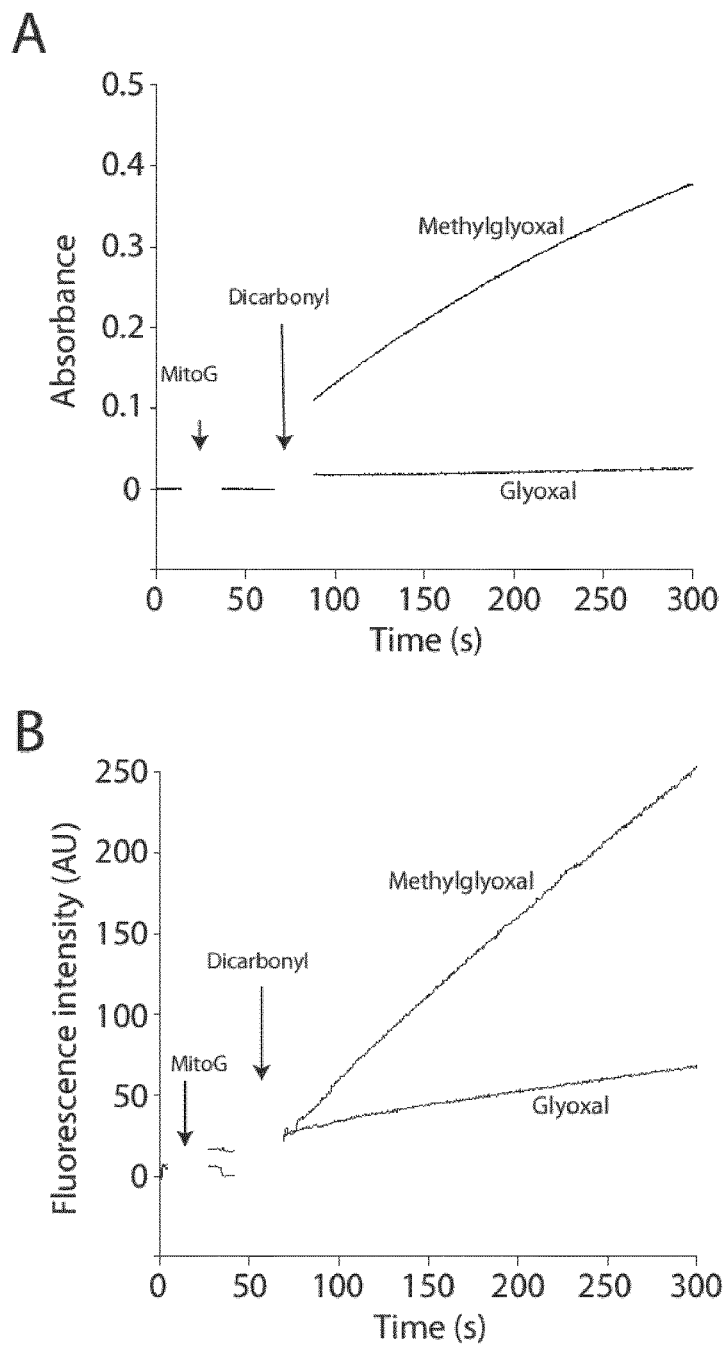 A
0.5
0.4
0.3
0.2
0.1
0
Absorbance
Methylglyoxal
Dicarbonyl
MitoG
Glyoxal
0 50 100 150 200 250 300
Time (s)
B
250
200
150
100
50
0
Fluorescence intensity (AU)
Methylglyoxal
Dicarbonyl
MitoG
Glyoxal
0 50 100 150 200 250 300
Time (s)